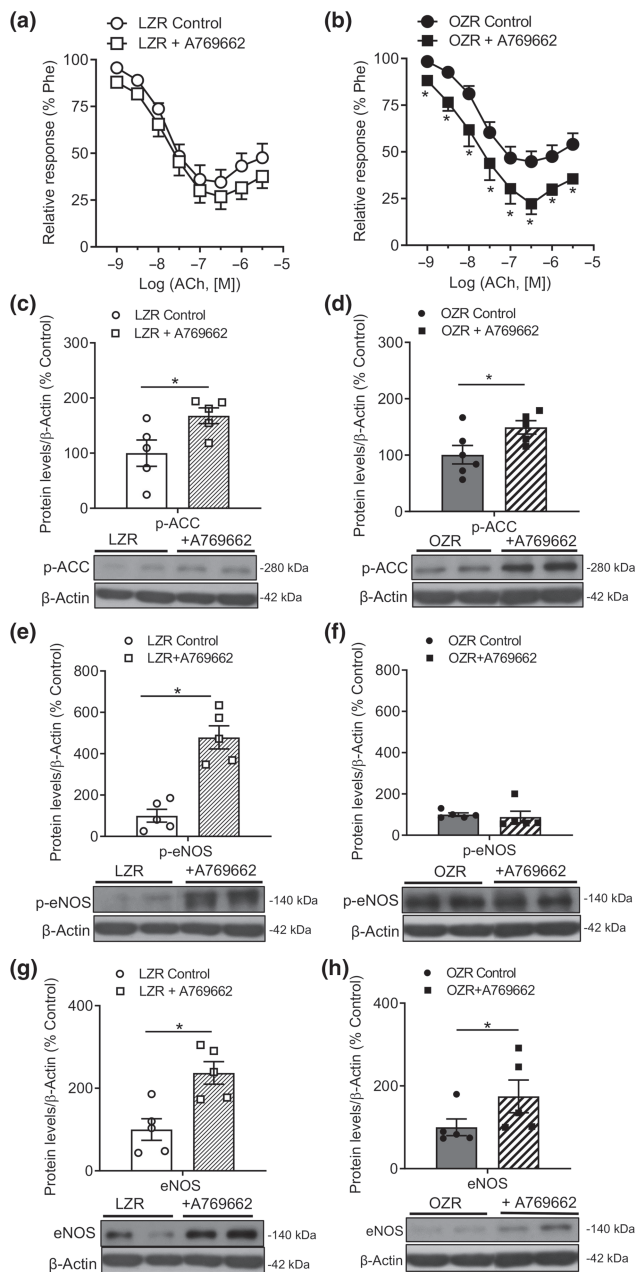 (a)
LZR Control
LZR + A769662
Relative response (% Phe)
100
75
50
25
0
−9
−8
−7
−6
−5
Log (ACh, [M])
(b)
OZR Control
OZR + A769662
Relative response (% Phe)
100
75
50
25
0
* * * * * * * *
−9
−8
−7
−6
−5
Log (ACh, [M])
(c)
LZR Control
LZR + A769662
Protein levels/β-Actin (% Control)
300
200
100
0
*
p-ACC
LZR +A769662
p-ACC -280 kDa
β-Actin -42 kDa
(d)
OZR Control
OZR + A769662
Protein levels/β-Actin (% Control)
300
200
100
0
*
p-ACC
OZR +A769662
p-ACC -280 kDa
β-Actin -42 kDa
(e)
LZR Control
LZR+A769662
Protein levels/β-Actin (% Control)
800
600
400
200
0
*
p-eNOS
LZR +A769662
p-eNOS -140 kDa
β-Actin -42 kDa
(f)
OZR Control
OZR+A769662
Protein levels/β-Actin (% Control)
800
600
400
200
0
p-eNOS
OZR +A769662
p-eNOS -140 kDa
β-Actin -42 kDa
(g)
LZR Control
LZR + A769662
Protein levels/β-Actin (% Control)
400
200
0
*
eNOS
LZR +A769662
eNOS -140 kDa
β-Actin -42 kDa
(h)
OZR Control
OZR+A769662
Protein levels/β-Actin (% Control)
400
200
0
*
eNOS
OZR + A769662
eNOS -140 kDa
β-Actin -42 kDa